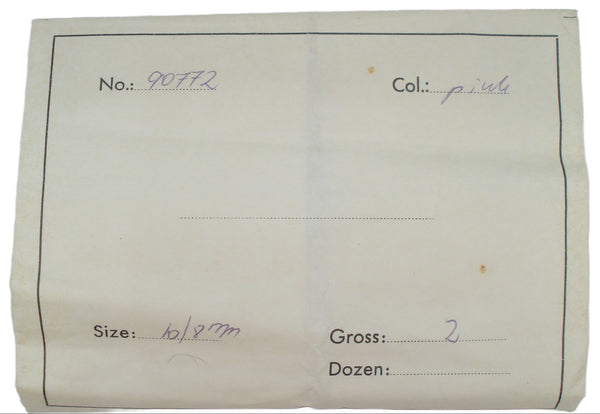 No.: 90772 Col.: pink
Size: 10/8 mm Gross: 2
Dozen: